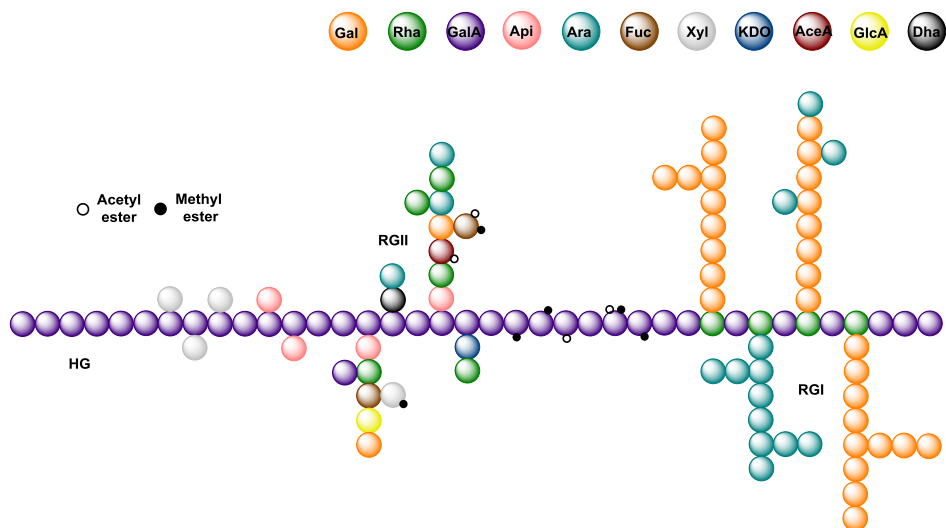 Gal Rha GalA Api Ara Fuc Xyl KDO AceA GlcA Dha
Acetyl
ester
Methyl
ester
RGII
HG
RGI